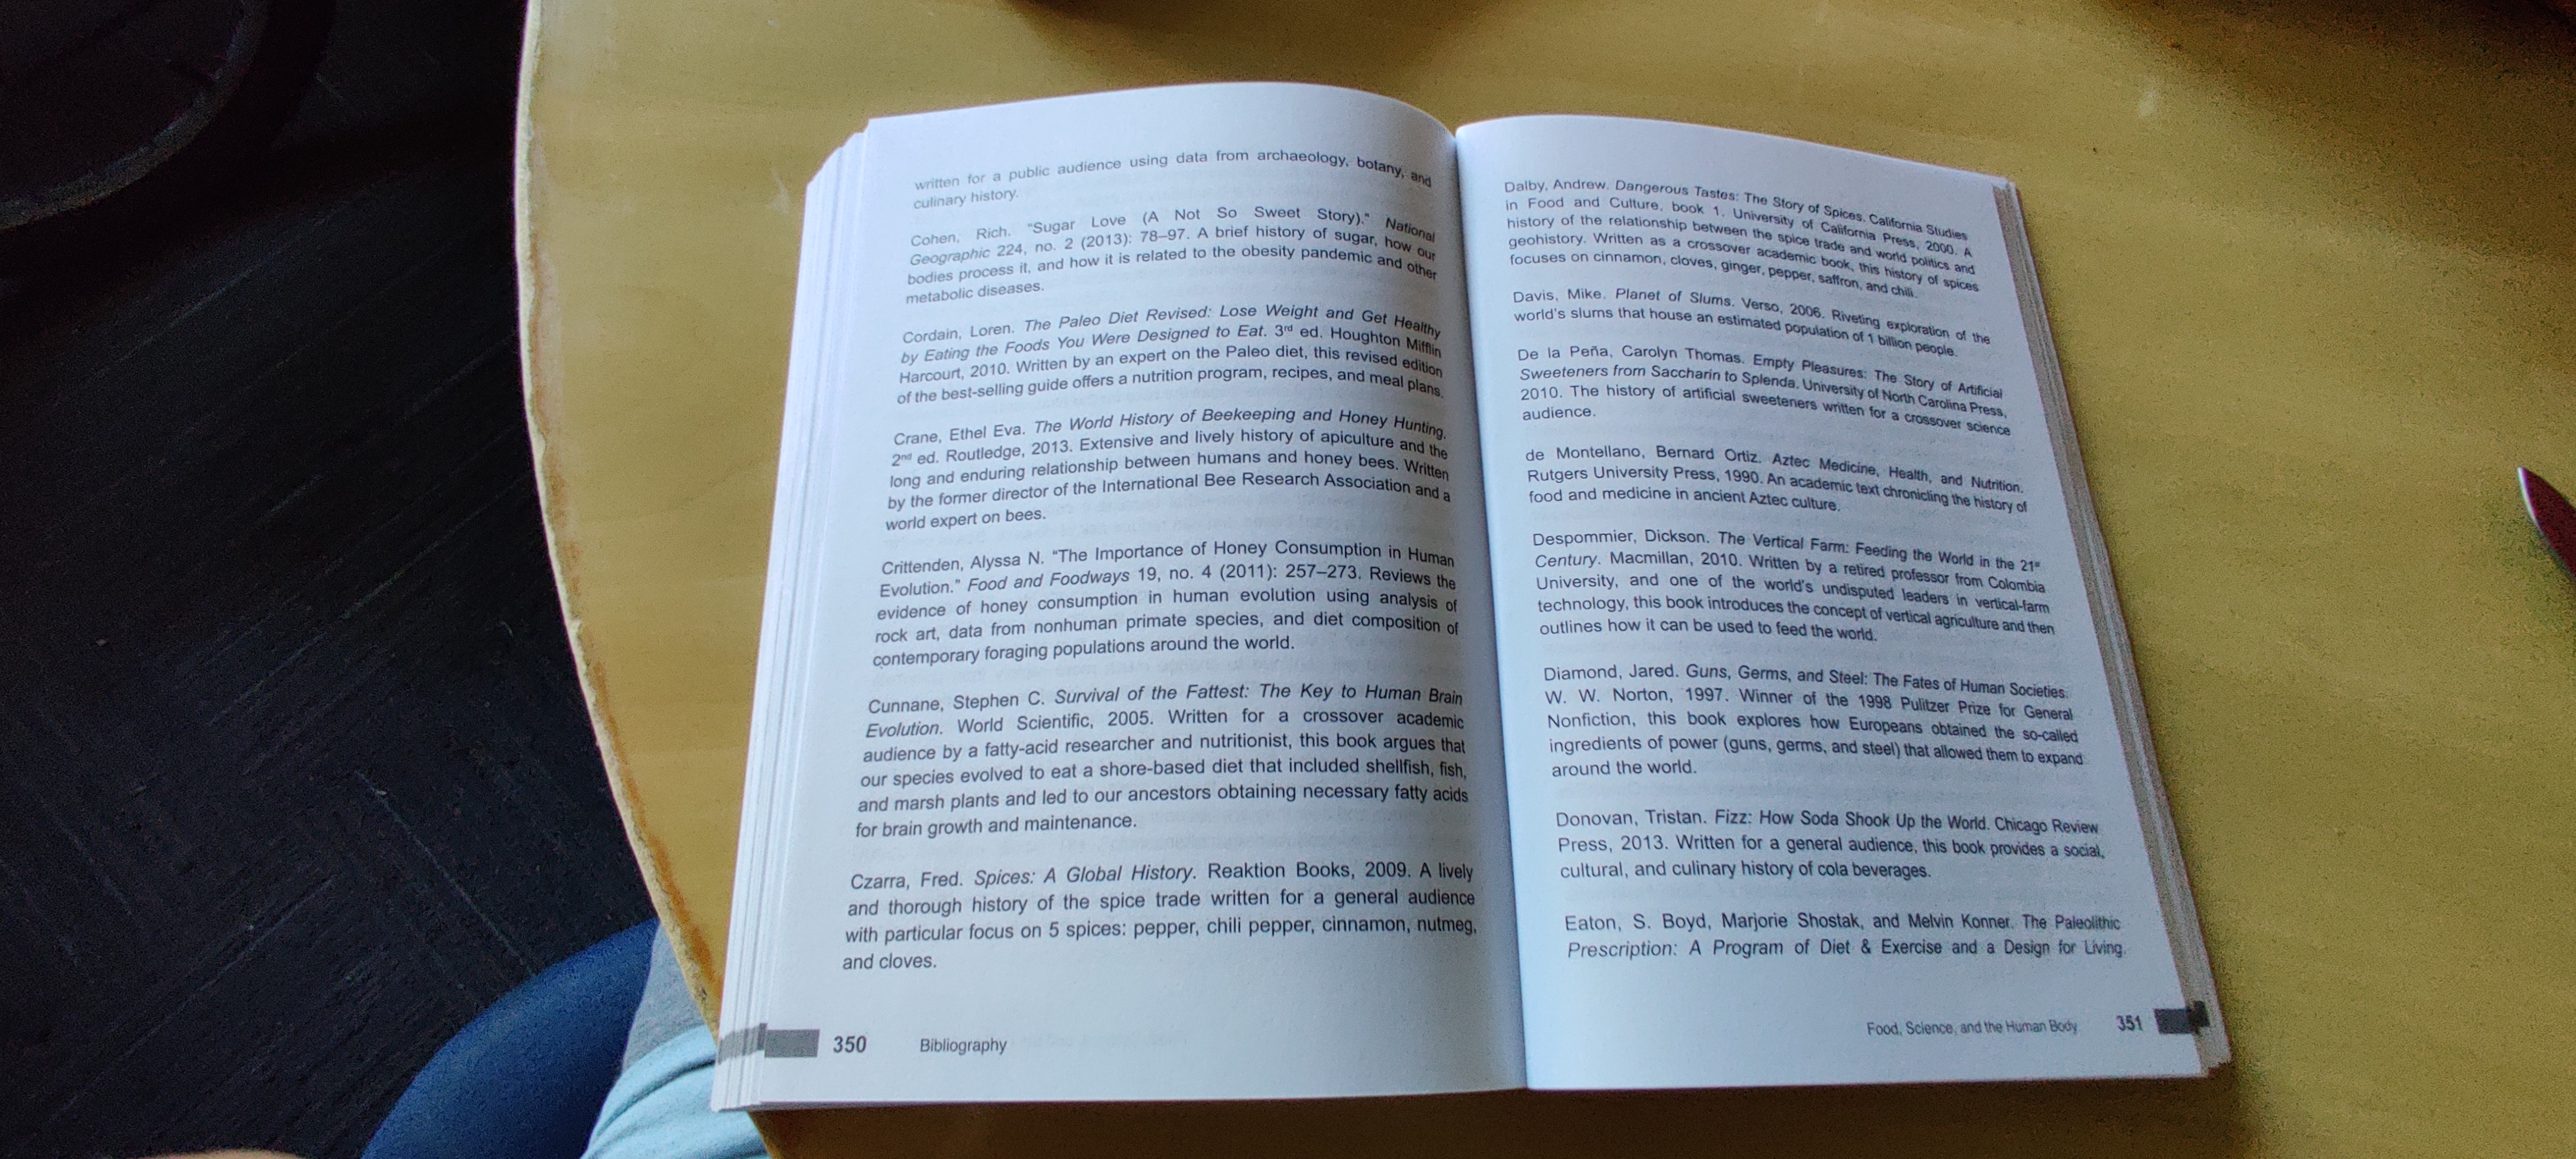 written for a public audience using data from archaeology, botany, and
culinary history.
Cohen, Rich. "Sugar Love (A Not So Sweet Story)." National
Geographic 224, no. 2 (2013): 78–97. A brief history of sugar, how our
bodies process it, and how it is related to the obesity pandemic and other
metabolic diseases.
Cordain, Loren. The Paleo Diet Revised: Lose Weight and Get Healthy
by Eating the Foods You Were Designed to Eat. 3rd ed. Houghton Mifflin
Harcourt, 2010. Written by an expert on the Paleo diet, this revised edition
of the best-selling guide offers a nutrition program, recipes, and meal plans.
Crane, Ethel Eva. The World History of Beekeeping and Honey Hunting.
2nd ed. Routledge, 2013. Extensive and lively history of apiculture and the
long and enduring relationship between humans and honey bees. Written
by the former director of the International Bee Research Association and a
world expert on bees.
Crittenden, Alyssa N. "The Importance of Honey Consumption in Human
Evolution." Food and Foodways 19, no. 4 (2011): 257–273. Reviews the
evidence of honey consumption in human evolution using analysis of
rock art, data from nonhuman primate species, and diet composition of
contemporary foraging populations around the world.
Cunnane, Stephen C. Survival of the Fattest: The Key to Human Brain
Evolution. World Scientific, 2005. Written for a crossover academic
audience by a fatty-acid researcher and nutritionist, this book argues that
our species evolved to eat a shore-based diet that included shellfish, fish,
and marsh plants and led to our ancestors obtaining necessary fatty acids
for brain growth and maintenance.
Czarra, Fred. Spices: A Global History. Reaktion Books, 2009. A lively
and thorough history of the spice trade written for a general audience
with particular focus on 5 spices: pepper, chili pepper, cinnamon, nutmeg,
and cloves.
350 Bibliography
Dalby, Andrew. Dangerous Tastes: The Story of Spices. California Studies
in Food and Culture, book 1. University of California Press, 2000. A
history of the relationship between the spice trade and world politics and
geohistory. Written as a crossover academic book, this history of spices
focuses on cinnamon, cloves, ginger, pepper, saffron, and chili.
Davis, Mike. Planet of Slums. Verso, 2006. Riveting exploration of the
world's slums that house an estimated population of 1 billion people.
De la Peña, Carolyn Thomas. Empty Pleasures: The Story of Artificial
Sweeteners from Saccharin to Splenda. University of North Carolina Press,
2010. The history of artificial sweeteners written for a crossover science
audience.
de Montellano, Bernard Ortiz. Aztec Medicine, Health, and Nutrition.
Rutgers University Press, 1990. An academic text chronicling the history of
food and medicine in ancient Aztec culture.
Despommier, Dickson. The Vertical Farm: Feeding the World in the 21st
Century. Macmillan, 2010. Written by a retired professor from Colombia
University, and one of the world's undisputed leaders in vertical-farm
technology, this book introduces the concept of vertical agriculture and then
outlines how it can be used to feed the world.
Diamond, Jared. Guns, Germs, and Steel: The Fates of Human Societies.
W. W. Norton, 1997. Winner of the 1998 Pulitzer Prize for General
Nonfiction, this book explores how Europeans obtained the so-called
ingredients of power (guns, germs, and steel) that allowed them to expand
around the world.
Donovan, Tristan. Fizz: How Soda Shook Up the World. Chicago Review
Press, 2013. Written for a general audience, this book provides a social,
cultural, and culinary history of cola beverages.
Eaton, S. Boyd, Marjorie Shostak, and Melvin Konner. The Paleolithic
Prescription: A Program of Diet & Exercise and a Design for Living.
Food, Science, and the Human Body 351